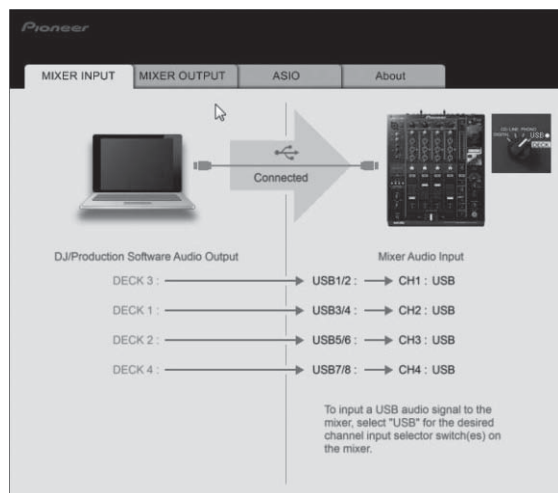 Pioneer
MIXER INPUT MIXER OUTPUT ASIO About
Connected
USB
DECK
DJ/Production Software Audio Output Mixer Audio Input
DECK 3 : USB1/2 : CH1 : USB
DECK 1 : USB3/4 : CH2 : USB
DECK 2 : USB5/6 : CH3 : USB
DECK 4 : USB7/8 : CH4 : USB
To input a USB audio signal to the
mixer, select "USB" for the desired
channel input selector switch(es) on
the mixer.